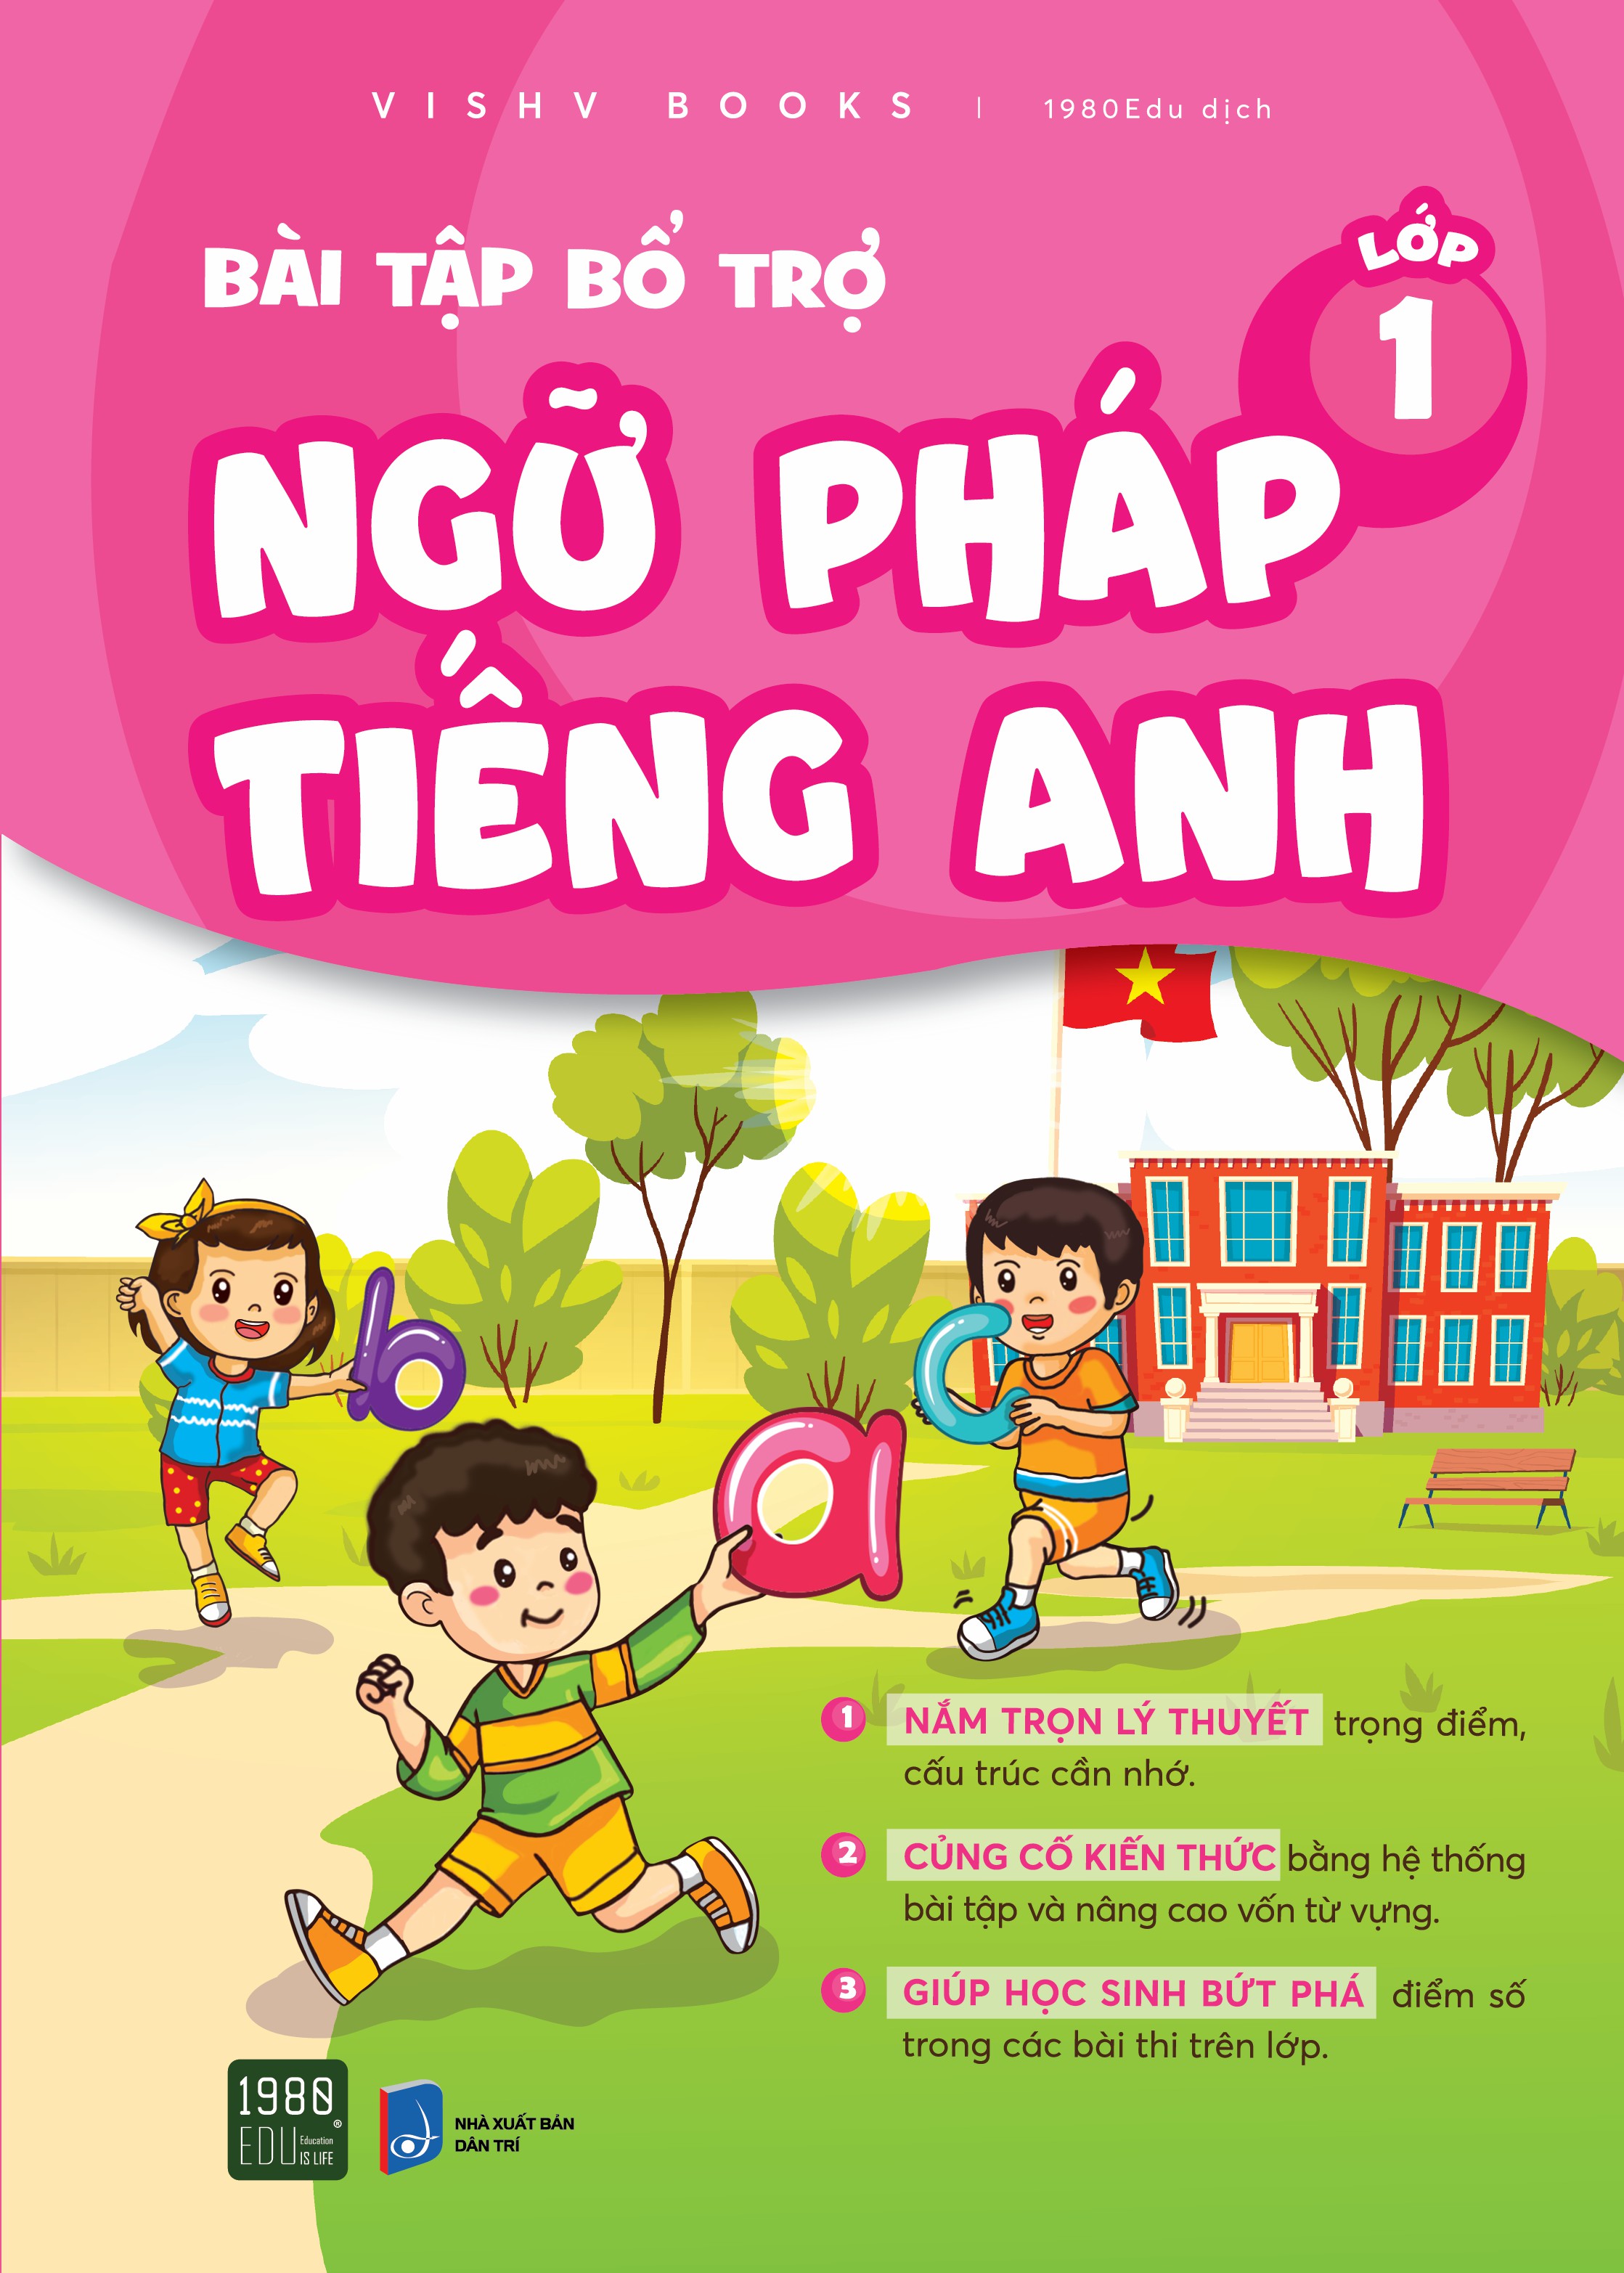 VISHV BOOKS | 1980Edu dịch
BÀI TẬP BỔ TRỢ
LỚP
1
NGỮ PHÁP
TIẾNG ANH
b
c
a
1 NẮM TRỌN LÝ THUYẾT trọng điểm,
cấu trúc cần nhớ.
2 CỦNG CỐ KIẾN THỨC bằng hệ thống
bài tập và nâng cao vốn từ vựng.
3 GIÚP HỌC SINH BỨT PHÁ điểm số
trong các bài thi trên lớp.
1980
EDU ®
Education
IS LIFE
NHÀ XUẤT BẢN
DÂN TRÍ